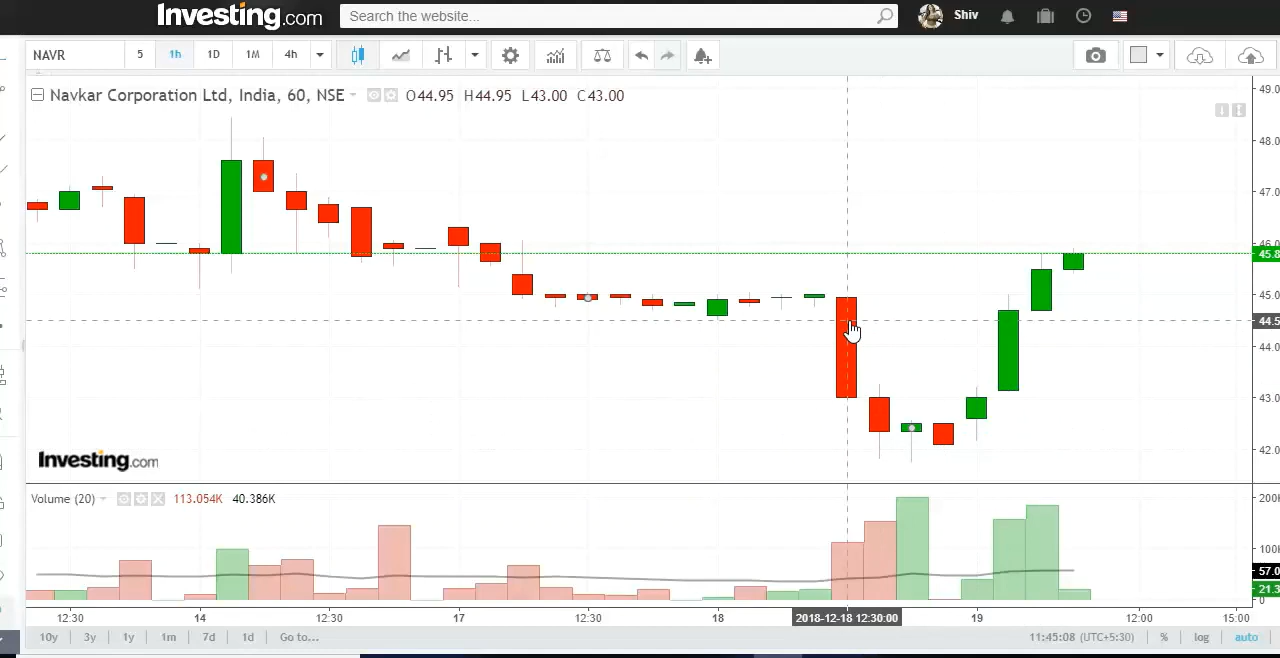 Investing.com
Search the website...
Shiv
NAVR
5
1h
1D
1M
4h
Navkar Corporation Ltd, India, 60, NSE
O44.95 H44.95 L43.00 C43.00
49.0
48.0
47.0
46.0
45.8
45.0
44.5
44.0
43.0
42.0
Investing.com
Volume (20)
113.054K 40.386K
200K
100K
57.0
21.3
0
12:30
14
12:30
17
12:30
18
2018-12-18 12:30:00
19
12:00
15:00
10y
3y
1y
1m
7d
1d
Go to...
11:45:08 (UTC+5:30)
%
log
auto